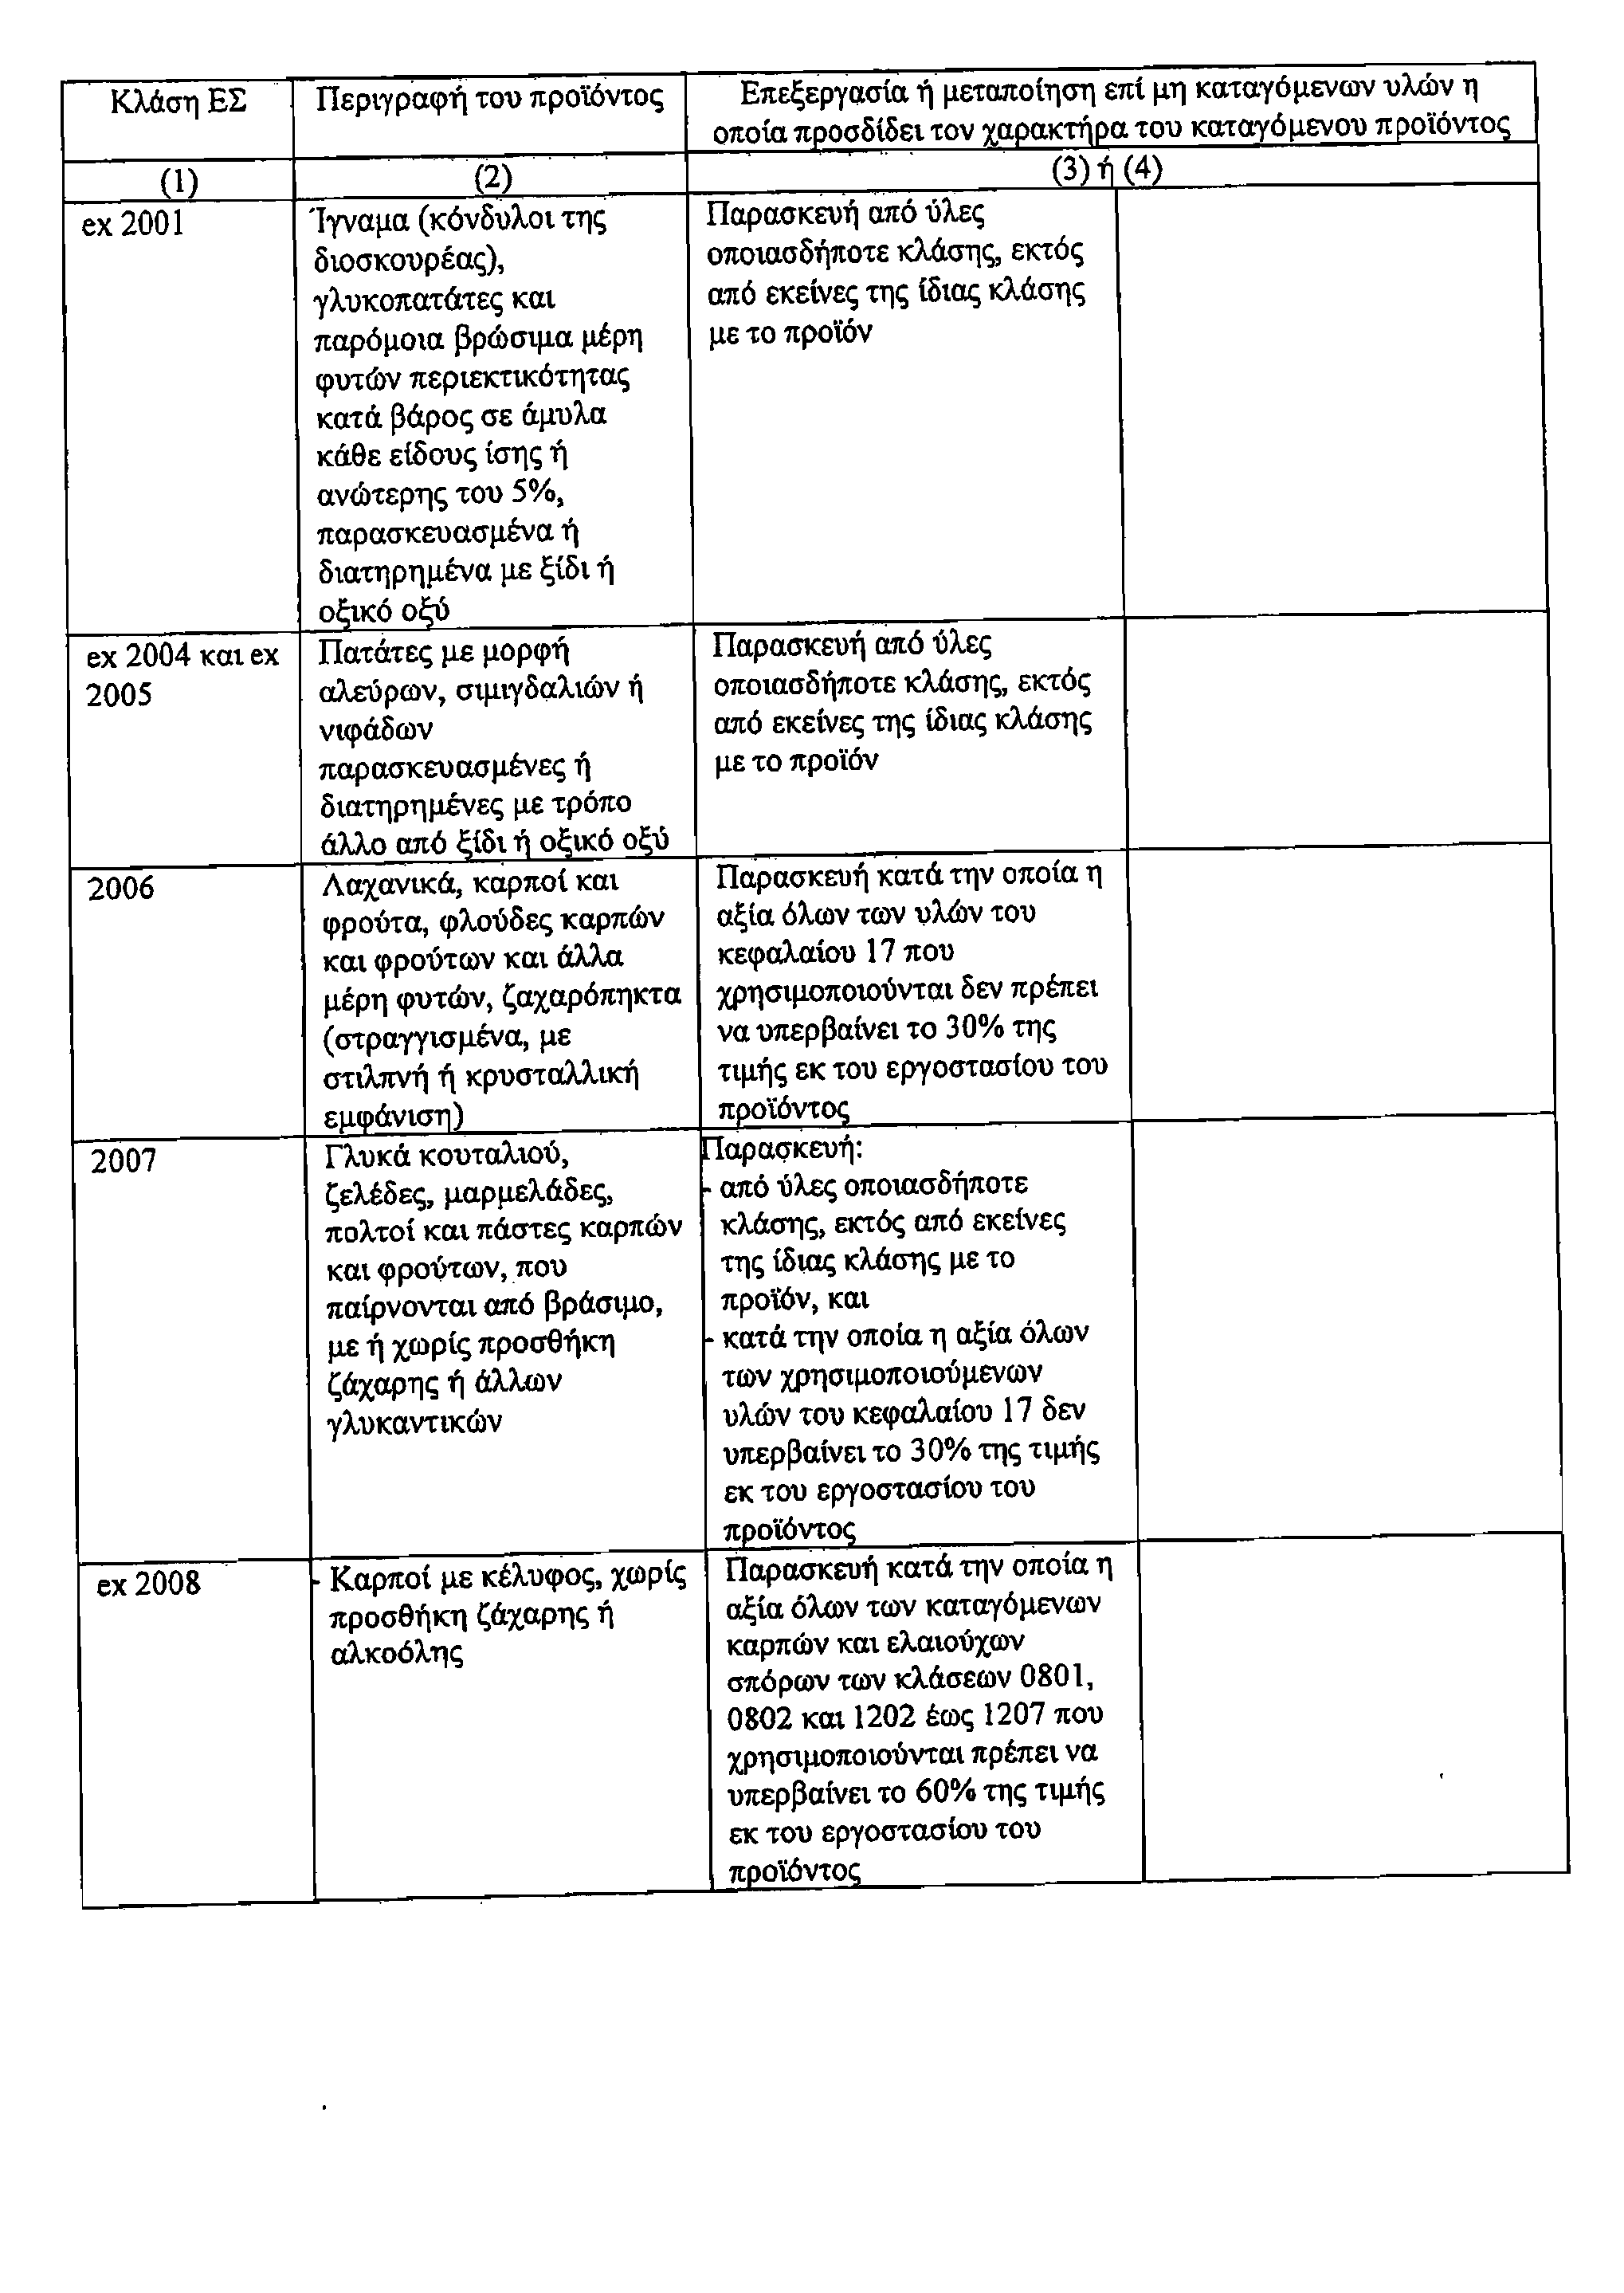 Κλάση ΕΣ
Περιγραφή του προϊόντος
Επεξεργασία ή μεταποίηση επί μη καταγόμενων υλών η
οποία προσδίδει τον χαρακτήρα του καταγόμενου προϊόντος
(1)
(2)
(3) ή (4)
ex 2001
Ίγναμα (κόνδυλοι της
διοσκουρέας),
γλυκοπατάτες και
παρόμοια βρώσιμα μέρη
φυτών περιεκτικότητας
κατά βάρος σε άμυλα
κάθε είδους ίσης ή
ανώτερης του 5%,
παρασκευασμένα ή
διατηρημένα με ξίδι ή
οξικό οξύ
Παρασκευή από ύλες
οποιασδήποτε κλάσης, εκτός
από εκείνες της ίδιας κλάσης
με το προϊόν
ex 2004 και ex
2005
Πατάτες με μορφή
αλεύρων, σιμιγδαλιών ή
νιφάδων
παρασκευασμένες ή
διατηρημένες με τρόπο
άλλο από ξίδι ή οξικό οξύ
Παρασκευή από ύλες
οποιασδήποτε κλάσης, εκτός
από εκείνες της ίδιας κλάσης
με το προϊόν
2006
Λαχανικά, καρποί και
φρούτα, φλούδες καρπών
και φρούτων και άλλα
μέρη φυτών, ζαχαρόπηκτα
(στραγγισμένα, με
στιλπνή ή κρυσταλλική
εμφάνιση)
Παρασκευή κατά την οποία η
αξία όλων των υλών του
κεφαλαίου 17 που
χρησιμοποιούνται δεν πρέπει
να υπερβαίνει το 30% της
τιμής εκ του εργοστασίου του
προϊόντος
2007
Γλυκά κουταλιού,
ζελέδες, μαρμελάδες,
πολτοί και πάστες καρπών
και φρούτων, που
παίρνονται από βράσιμο,
με ή χωρίς προσθήκη
ζάχαρης ή άλλων
γλυκαντικών
Παρασκευή:
- από ύλες οποιασδήποτε
κλάσης, εκτός από εκείνες
της ίδιας κλάσης με το
προϊόν, και
- κατά την οποία η αξία όλων
των χρησιμοποιούμενων
υλών του κεφαλαίου 17 δεν
υπερβαίνει το 30% της τιμής
εκ του εργοστασίου του
προϊόντος
ex 2008
- Καρποί με κέλυφος, χωρίς
προσθήκη ζάχαρης ή
αλκοόλης
Παρασκευή κατά την οποία η
αξία όλων των καταγόμενων
καρπών και ελαιούχων
σπόρων των κλάσεων 0801,
0802 και 1202 έως 1207 που
χρησιμοποιούνται πρέπει να
υπερβαίνει το 60% της τιμής
εκ του εργοστασίου του
προϊόντος